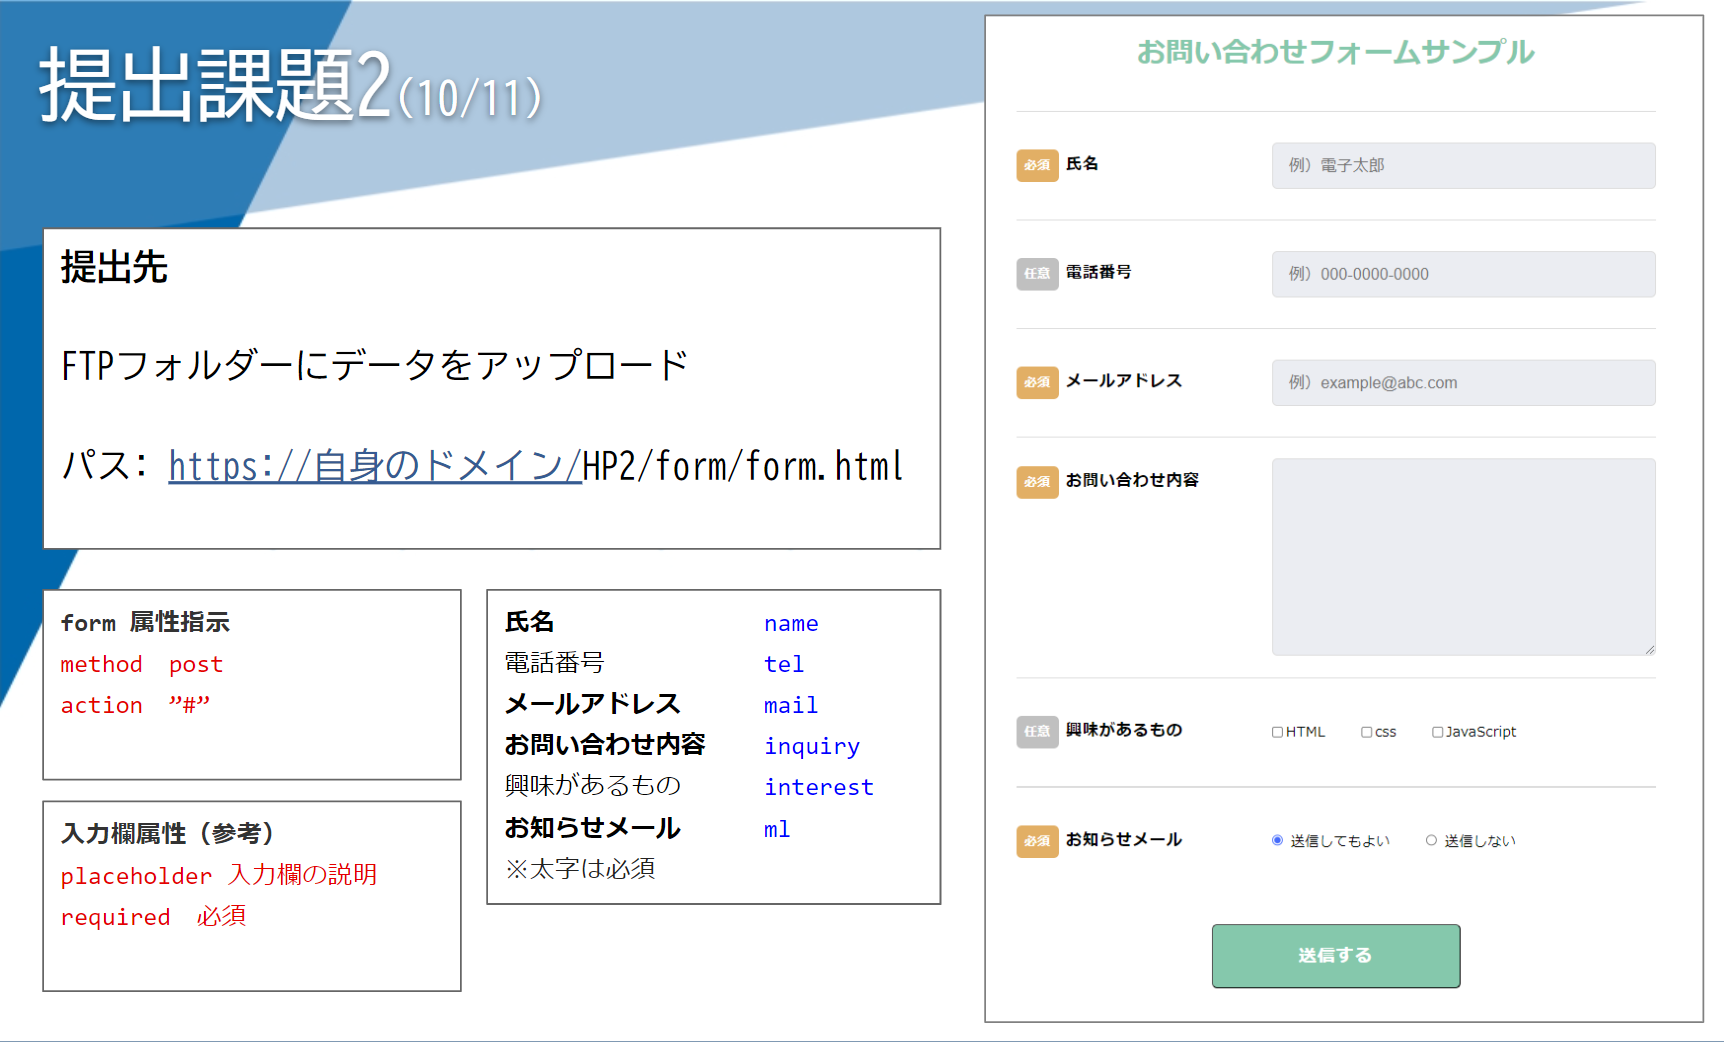 提出課題2(10/11)
提出先
FTPフォルダーにデータをアップロード
パス： https://自身のドメイン/HP2/form/form.html
form 属性指示
method post
action ”#”
入力欄属性（参考）
placeholder 入力欄の説明
required 必須
氏名 name
電話番号 tel
メールアドレス mail
お問い合わせ内容 inquiry
興味があるもの interest
お知らせメール ml
※太字は必須
お問い合わせフォームサンプル
必須 氏名 例）電子太郎
任意 電話番号 例）000-0000-0000
必須 メールアドレス 例）example@abc.com
必須 お問い合わせ内容
任意 興味があるもの HTML css JavaScript
必須 お知らせメール 送信してもよい 送信しない
送信する